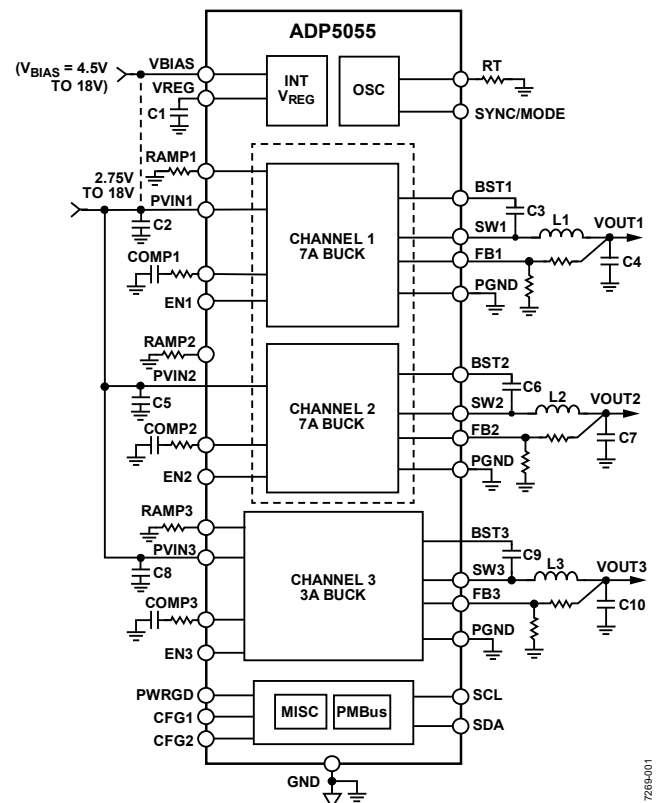 ADP5055
(VBIAS = 4.5V
TO 18V)
VBIAS
VREG
C1
INT
VREG
OSC
RT
SYNC/MODE
RAMP1
2.75V
TO 18V
PVIN1
C2
COMP1
EN1
CHANNEL 1
7A BUCK
BST1
C3
SW1
L1
VOUT1
FB1
C4
PGND
RAMP2
PVIN2
C5
COMP2
EN2
CHANNEL 2
7A BUCK
BST2
C6
SW2
L2
VOUT2
FB2
C7
PGND
RAMP3
PVIN3
C8
COMP3
EN3
CHANNEL 3
3A BUCK
BST3
C9
SW3
L3
VOUT3
FB3
C10
PGND
PWRGD
CFG1
CFG2
MISC
PMBus
SCL
SDA
GND
7269-001